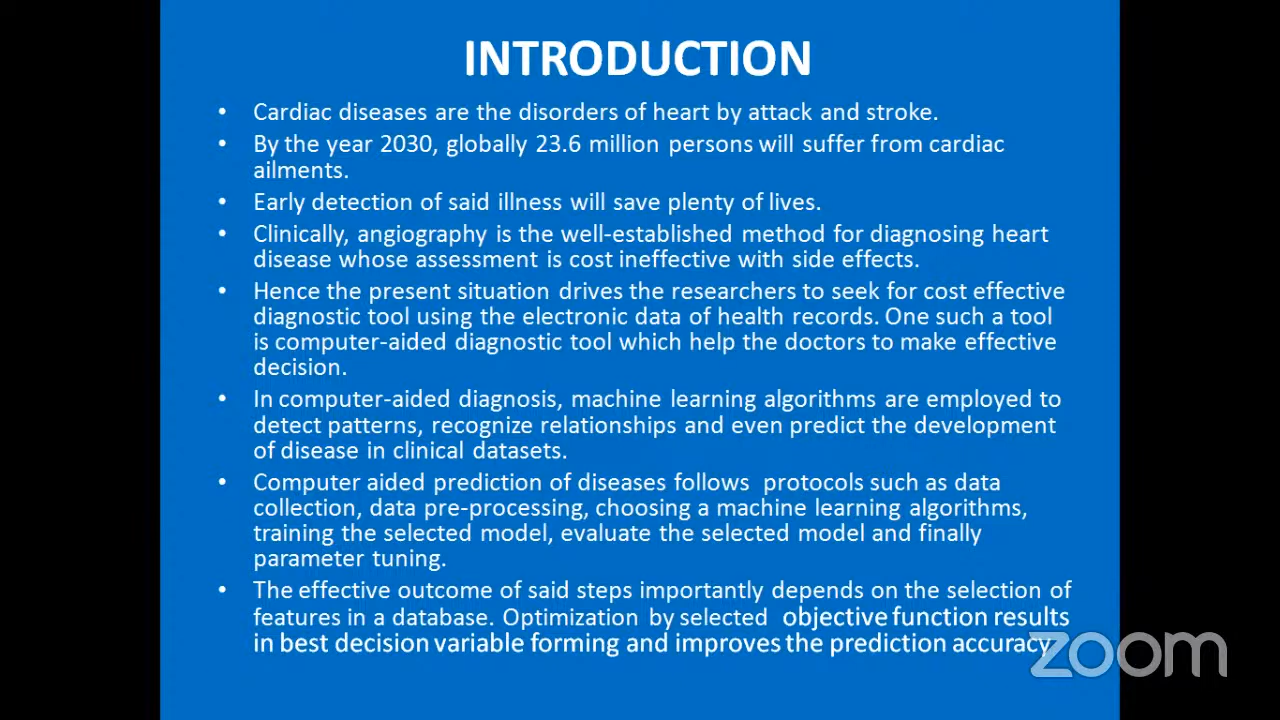 INTRODUCTION
• Cardiac diseases are the disorders of heart by attack and stroke.
• By the year 2030, globally 23.6 million persons will suffer from cardiac
ailments.
• Early detection of said illness will save plenty of lives.
• Clinically, angiography is the well-established method for diagnosing heart
disease whose assessment is cost ineffective with side effects.
• Hence the present situation drives the researchers to seek for cost effective
diagnostic tool using the electronic data of health records. One such a tool
is computer-aided diagnostic tool which help the doctors to make effective
decision.
• In computer-aided diagnosis, machine learning algorithms are employed to
detect patterns, recognize relationships and even predict the development
of disease in clinical datasets.
• Computer aided prediction of diseases follows protocols such as data
collection, data pre-processing, choosing a machine learning algorithms,
training the selected model, evaluate the selected model and finally
parameter tuning.
• The effective outcome of said steps importantly depends on the selection of
features in a database. Optimization by selected objective function results
in best decision variable forming and improves the prediction accuracy
zoom